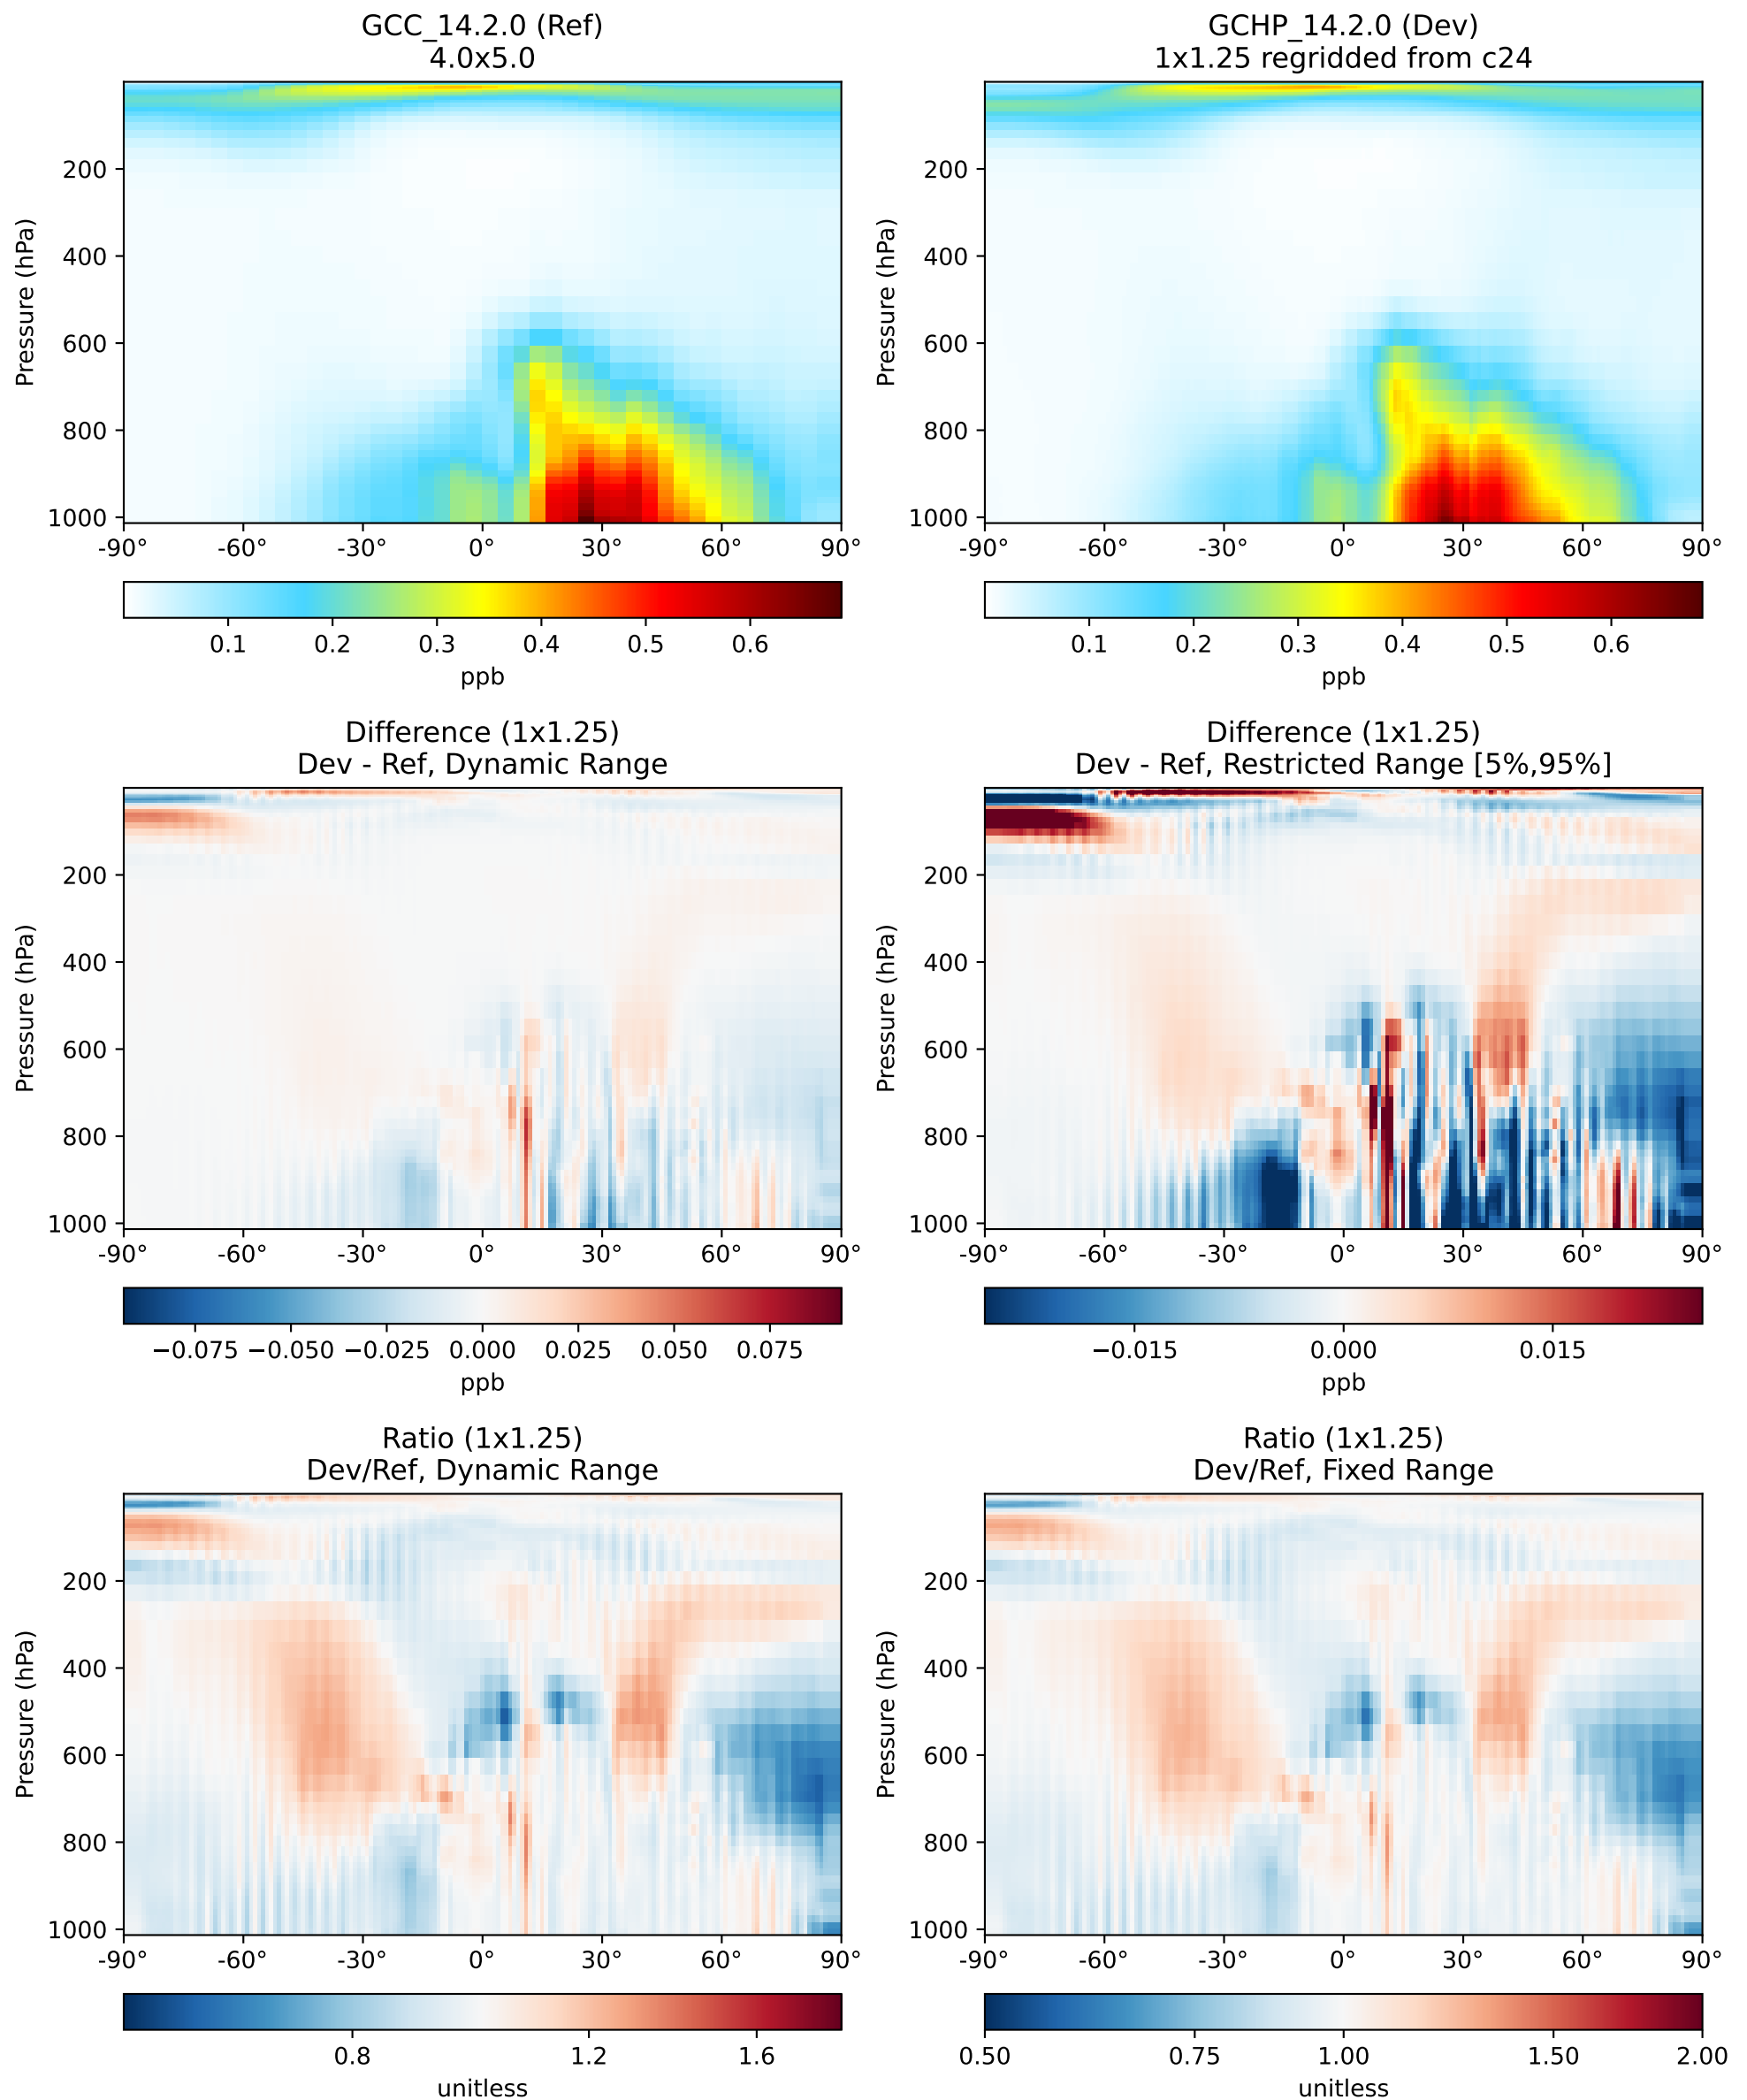 GCC_14.2.0 (Ref)
4.0x5.0
Pressure (hPa)
200
400
600
800
1000
-90° -60° -30° 0° 30° 60° 90°
0.1 0.2 0.3 0.4 0.5 0.6
ppb
GCHP_14.2.0 (Dev)
1x1.25 regridded from c24
Pressure (hPa)
200
400
600
800
1000
-90° -60° -30° 0° 30° 60° 90°
0.1 0.2 0.3 0.4 0.5 0.6
ppb
Difference (1x1.25)
Dev - Ref, Dynamic Range
Pressure (hPa)
200
400
600
800
1000
-90° -60° -30° 0° 30° 60° 90°
−0.075 −0.050 −0.025 0.000 0.025 0.050 0.075
ppb
Difference (1x1.25)
Dev - Ref, Restricted Range [5%,95%]
Pressure (hPa)
200
400
600
800
1000
-90° -60° -30° 0° 30° 60° 90°
−0.015 0.000 0.015
ppb
Ratio (1x1.25)
Dev/Ref, Dynamic Range
Pressure (hPa)
200
400
600
800
1000
-90° -60° -30° 0° 30° 60° 90°
0.8 1.2 1.6
unitless
Ratio (1x1.25)
Dev/Ref, Fixed Range
Pressure (hPa)
200
400
600
800
1000
-90° -60° -30° 0° 30° 60° 90°
0.50 0.75 1.00 1.50 2.00
unitless